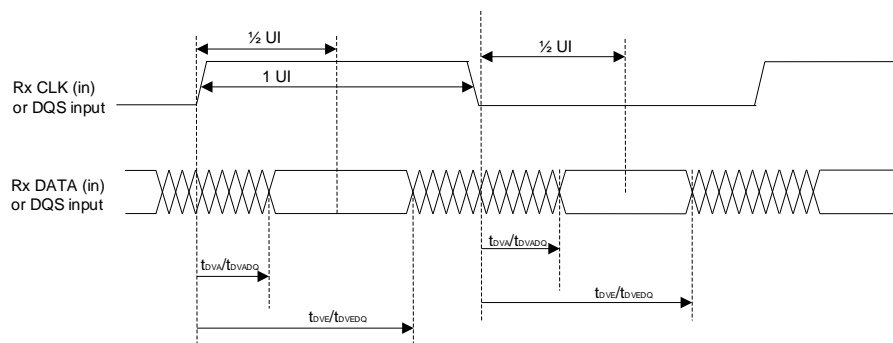 ½ UI
½ UI
Rx CLK (in)
or DQS input
1 UI
Rx DATA (in)
or DQS input
tDVA/tDVADQ
tDVA/tDVADQ
tDVE/tDVEDQ
tDVE/tDVEDQ